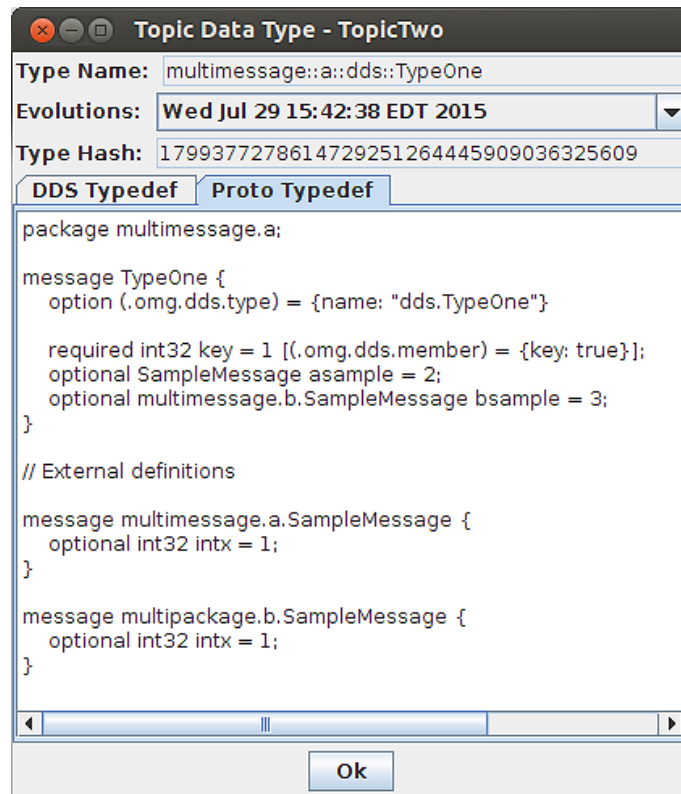 Topic Data Type - TopicTwo
Type Name: multimessage::a::dds::TypeOne
Evolutions: Wed Jul 29 15:42:38 EDT 2015
Type Hash: 1799377278614729251264445909036325609
DDS Typedef Proto Typedef
package multimessage.a;
message TypeOne {
option (.omg.dds.type) = {name: "dds.TypeOne"}
required int32 key = 1 [(.omg.dds.member) = {key: true}];
optional SampleMessage asample = 2;
optional multimessage.b.SampleMessage bsample = 3;
}
// External definitions
message multimessage.a.SampleMessage {
optional int32 intx = 1;
}
message multipackage.b.SampleMessage {
optional int32 intx = 1;
}
Ok